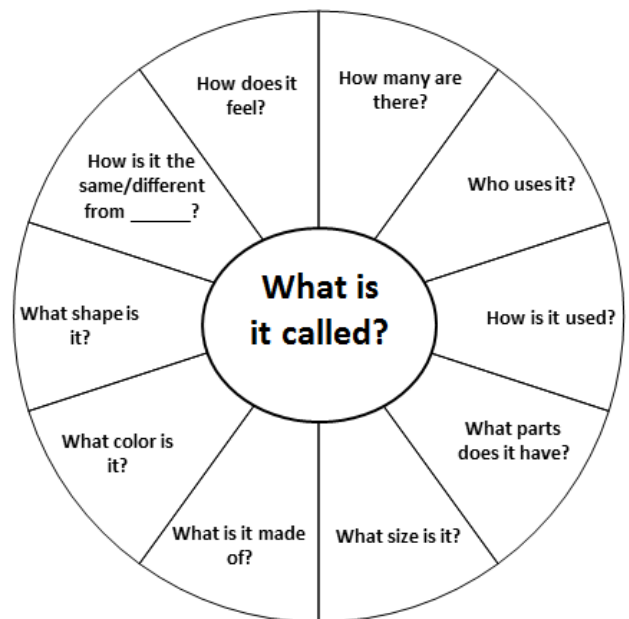 How does it
feel?
How many are
there?
Who uses it?
How is it used?
What parts
does it have?
What size is it?
What is it made
of?
What color is
it?
What shape is
it?
How is it the
same/different
from ______?
What is
it called?